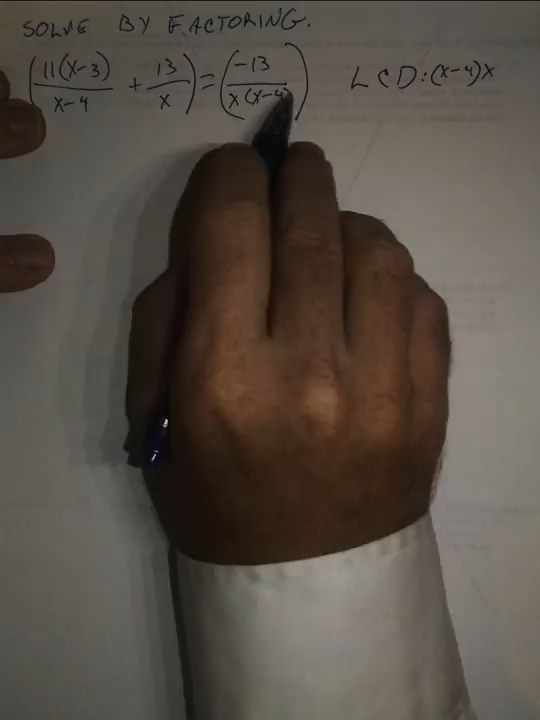 SOLVE BY FACTORING.
(11(x-3)/x-4 + 13/x) = (-13/x(x-4)) LCD:(x-4)x